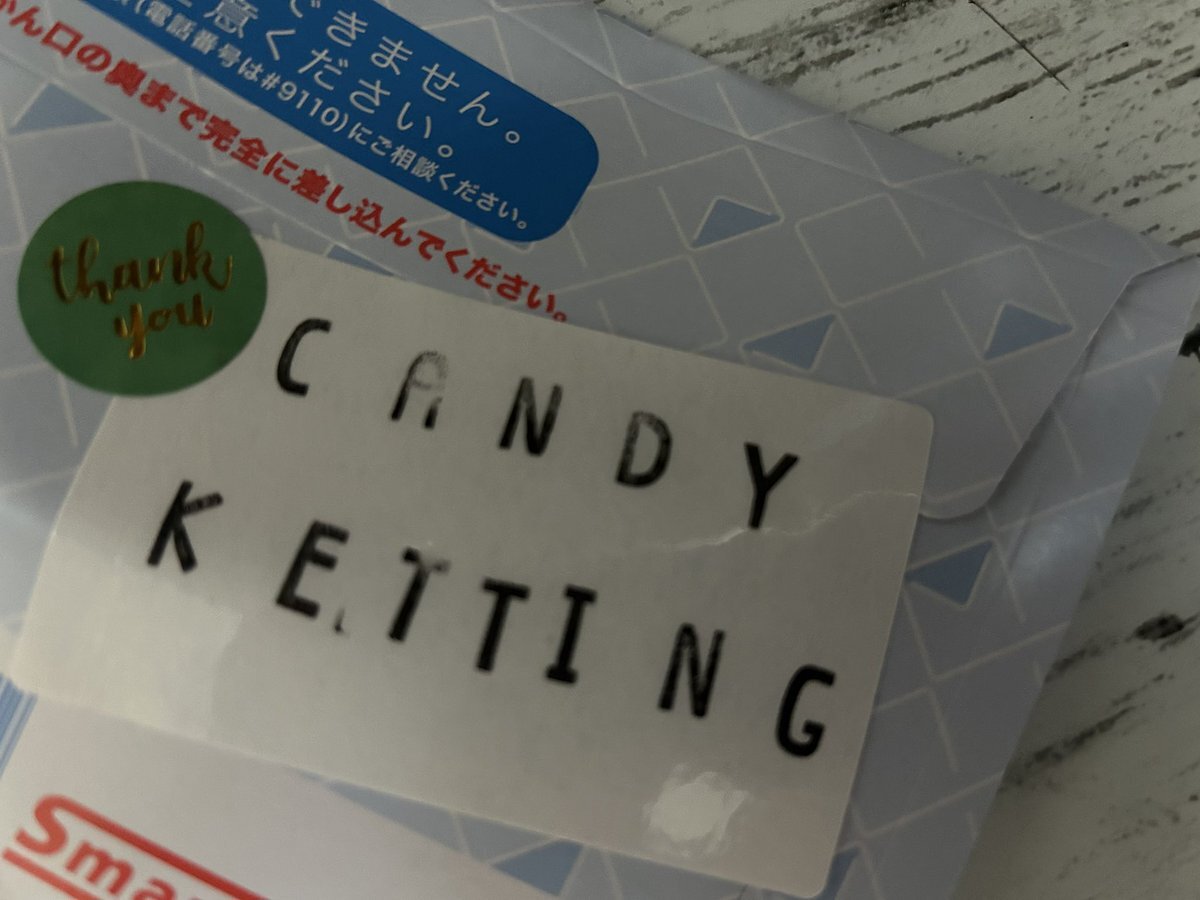 できません。
意ください。
(電話番号は#9110)にご相談ください。
ん口の奥まで完全に差し込んでください。
thank
you
CANDY
KETTING
Sma